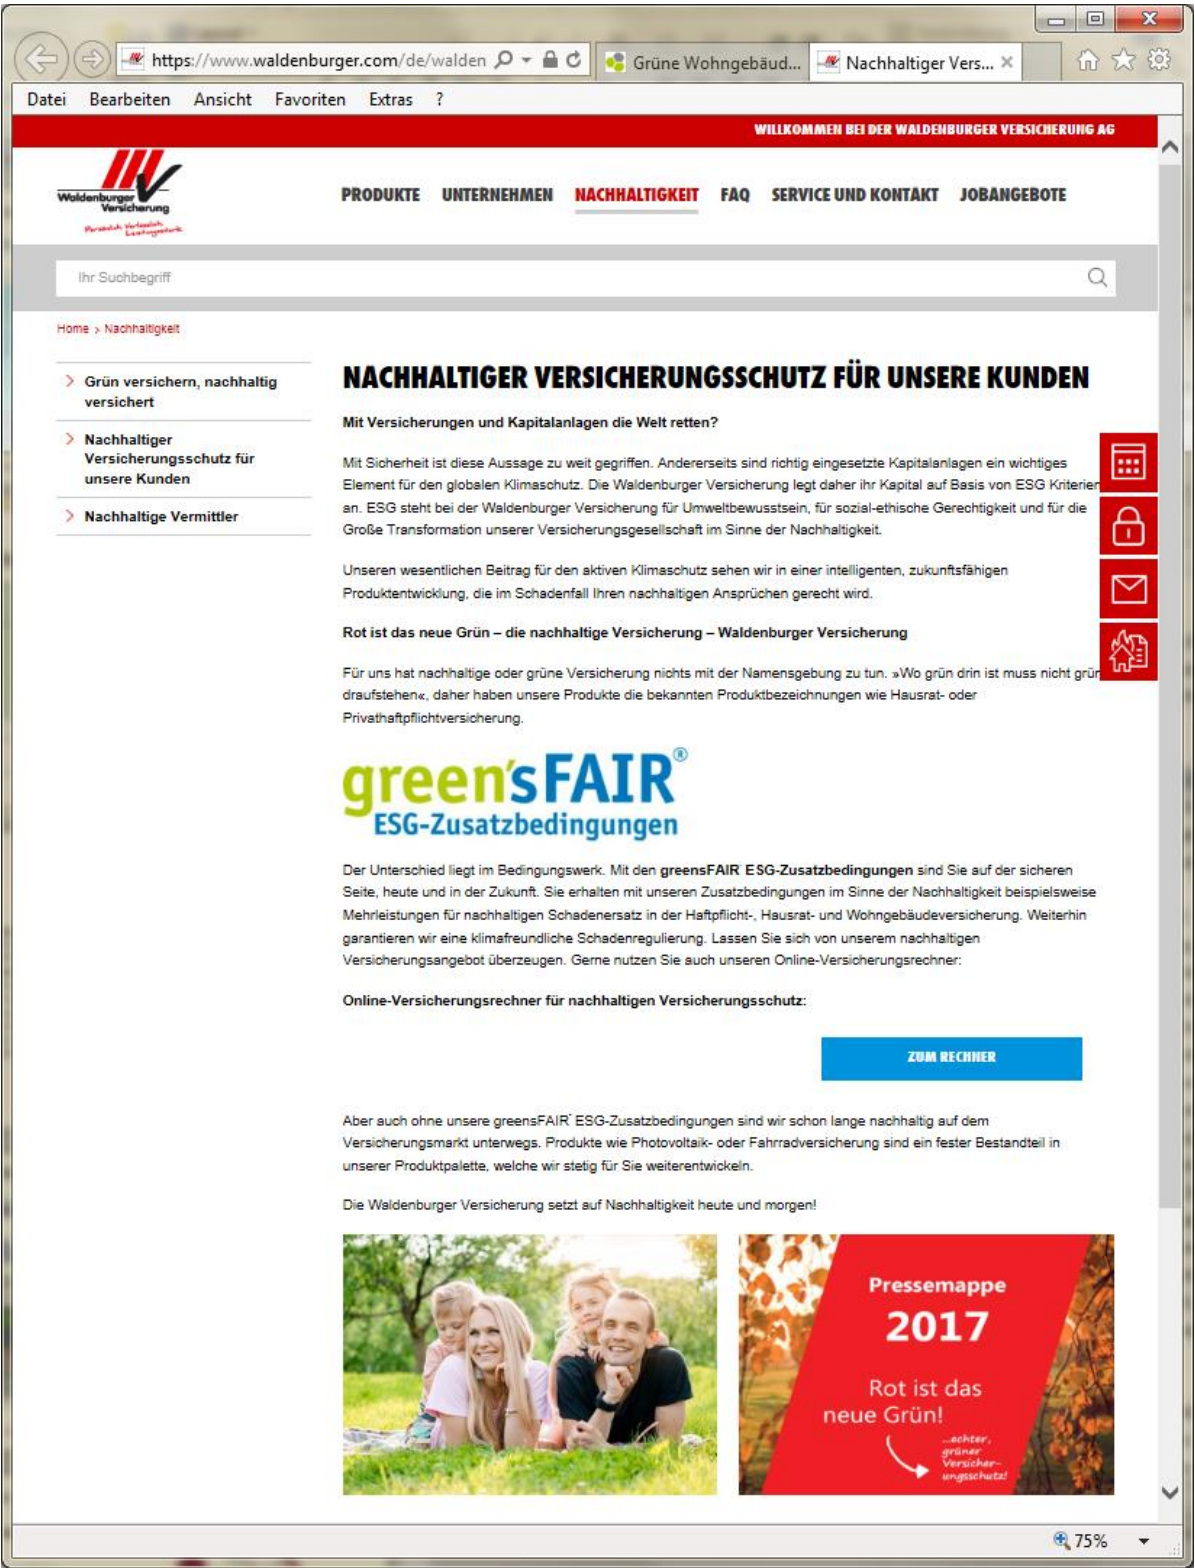 https://www.waldenburger.com/de/walden
Grüne Wohngebäud...
Nachhaltiger Vers...
Datei Bearbeiten Ansicht Favoriten Extras ?
WILLKOMMEN BEI DER WALDENBURGER VERSICHERUNG AG
Waldenburger
Versicherung
Persönlich. Verlässlich.
Leistungsstark.
PRODUKTE UNTERNEHMEN NACHHALTIGKEIT FAQ SERVICE UND KONTAKT JOBANGEBOTE
Ihr Suchbegriff
Home > Nachhaltigkeit
Grün versichern, nachhaltig
versichert
Nachhaltiger
Versicherungsschutz für
unsere Kunden
Nachhaltige Vermittler
NACHHALTIGER VERSICHERUNGSSCHUTZ FÜR UNSERE KUNDEN
Mit Versicherungen und Kapitalanlagen die Welt retten?
Mit Sicherheit ist diese Aussage zu weit gegriffen. Andererseits sind richtig eingesetzte Kapitalanlagen ein wichtiges
Element für den globalen Klimaschutz. Die Waldenburger Versicherung legt daher ihr Kapital auf Basis von ESG Kriterien
an. ESG steht bei der Waldenburger Versicherung für Umweltbewusstsein, für sozial-ethische Gerechtigkeit und für die
Große Transformation unserer Versicherungsgesellschaft im Sinne der Nachhaltigkeit.
Unseren wesentlichen Beitrag für den aktiven Klimaschutz sehen wir in einer intelligenten, zukunftsfähigen
Produktentwicklung, die im Schadenfall Ihren nachhaltigen Ansprüchen gerecht wird.
Rot ist das neue Grün – die nachhaltige Versicherung – Waldenburger Versicherung
Für uns hat nachhaltige oder grüne Versicherung nichts mit der Namensgebung zu tun. »Wo grün drin ist muss nicht grün
draufstehen«, daher haben unsere Produkte die bekannten Produktbezeichnungen wie Hausrat- oder
Privathaftpflichtversicherung.
green'sFAIR®
ESG-Zusatzbedingungen
Der Unterschied liegt im Bedingungswerk. Mit den greensFAIR ESG-Zusatzbedingungen sind Sie auf der sicheren
Seite, heute und in der Zukunft. Sie erhalten mit unseren Zusatzbedingungen im Sinne der Nachhaltigkeit beispielsweise
Mehrleistungen für nachhaltigen Schadenersatz in der Haftpflicht-, Hausrat- und Wohngebäudeversicherung. Weiterhin
garantieren wir eine klimafreundliche Schadenregulierung. Lassen Sie sich von unserem nachhaltigen
Versicherungsangebot überzeugen. Gerne nutzen Sie auch unseren Online-Versicherungsrechner:
Online-Versicherungsrechner für nachhaltigen Versicherungsschutz:
ZUM RECHNER
Aber auch ohne unsere greensFAIR ESG-Zusatzbedingungen sind wir schon lange nachhaltig auf dem
Versicherungsmarkt unterwegs. Produkte wie Photovoltaik- oder Fahrradversicherung sind ein fester Bestandteil in
unserer Produktpalette, welche wir stetig für Sie weiterentwickeln.
Die Waldenburger Versicherung setzt auf Nachhaltigkeit heute und morgen!
Pressemappe
2017
Rot ist das
neue Grün!
...echter,
grüner
Versicher-
ungsschutz!
75%